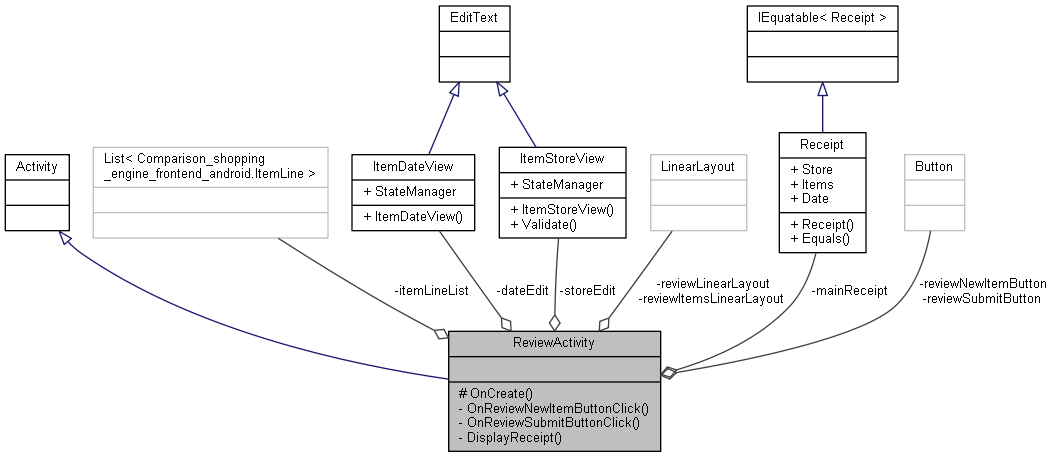 EditText
IEquatable< Receipt >
Activity
List< Comparison_shopping
_engine_frontend_android.ItemLine >
ItemDateView
+ StateManager
+ ItemDateView()
ItemStoreView
+ StateManager
+ ItemStoreView()
+ Validate()
LinearLayout
Receipt
+ Store
+ Items
+ Date
+ Receipt()
+ Equals()
Button
-itemLineList
-dateEdit
-storeEdit
-reviewLinearLayout
-reviewItemsLinearLayout
-mainReceipt
-reviewNewItemButton
-reviewSubmitButton
ReviewActivity
# OnCreate()
- OnReviewNewItemButtonClick()
- OnReviewSubmitButtonClick()
- DisplayReceipt()